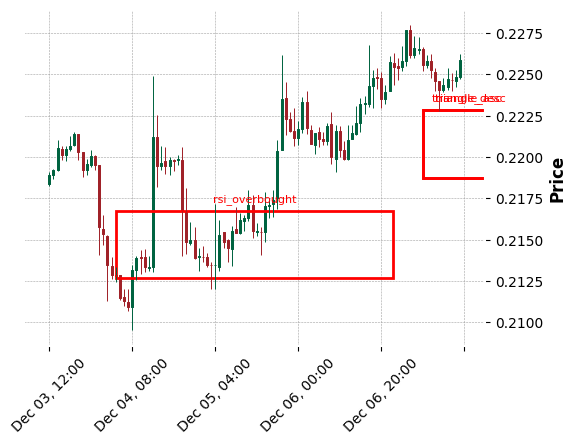 0.2275
0.2250
0.2225
0.2200
0.2175
0.2150
0.2125
0.2100
Price
rsi_overbought
Dec 03, 12:00
Dec 04, 08:00
Dec 05, 04:00
Dec 06, 00:00
Dec 06, 20:00